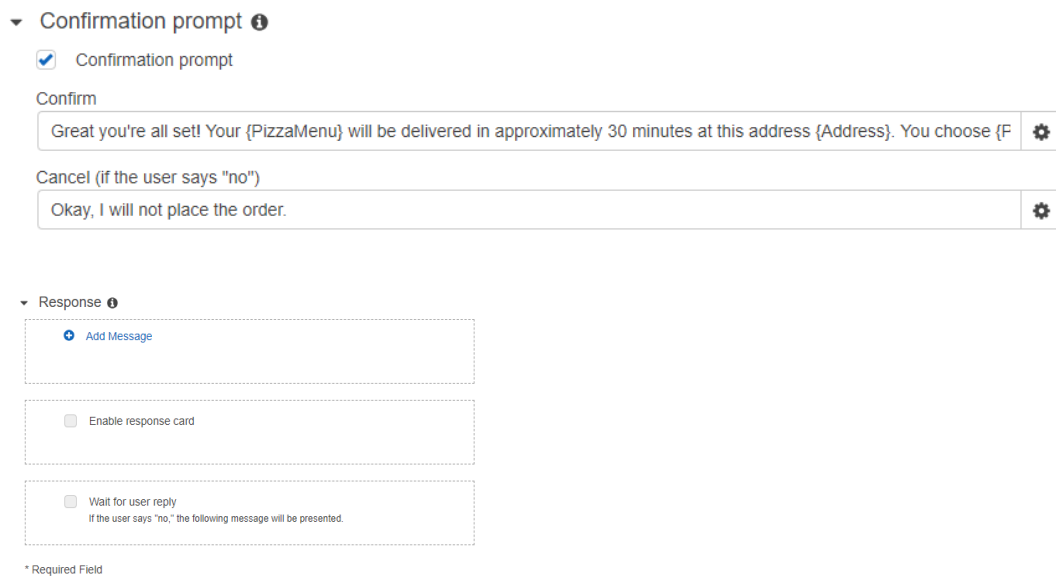 Confirmation prompt
Confirmation prompt
Confirm
Great you're all set! Your {PizzaMenu} will be delivered in approximately 30 minutes at this address {Address}. You choose {F
Cancel (if the user says "no")
Okay, I will not place the order.
Response
Add Message
Enable response card
Wait for user reply
If the user says "no," the following message will be presented.
* Required Field